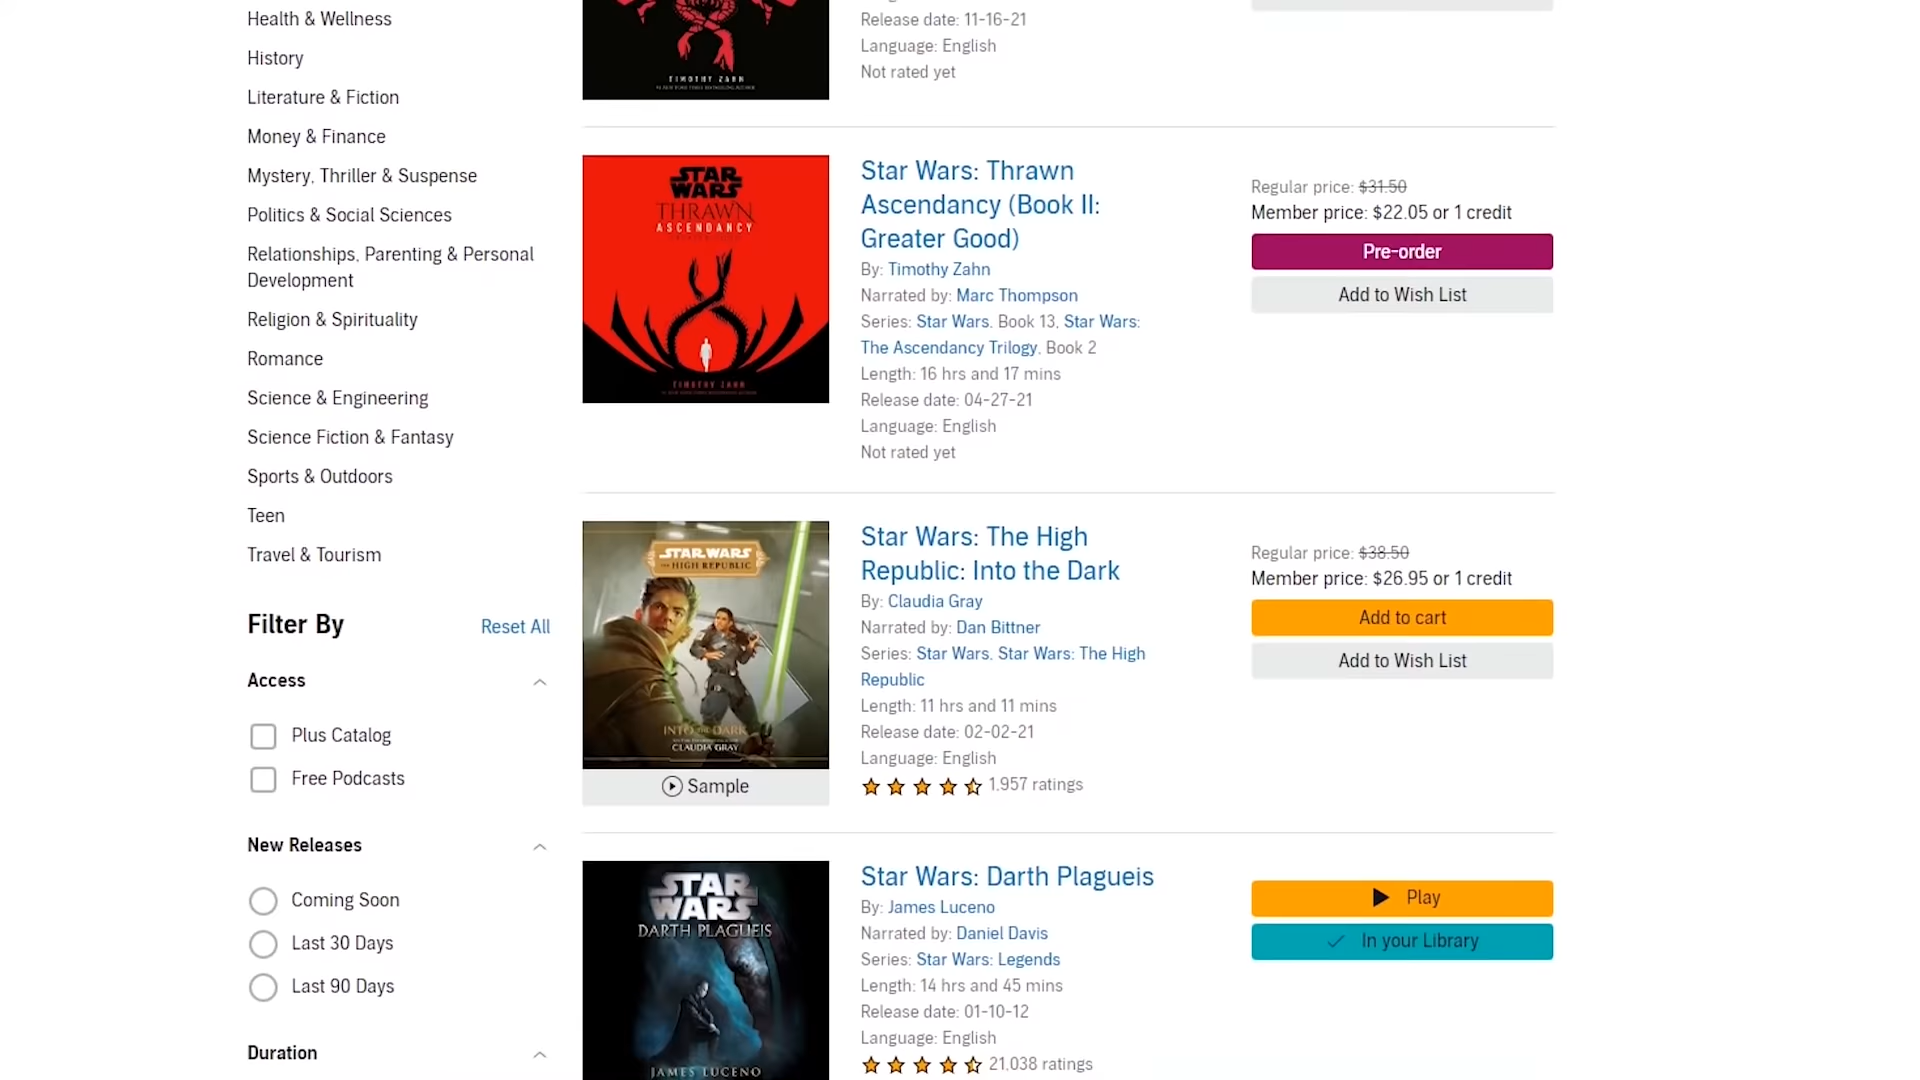 Health & Wellness
History
Literature & Fiction
Money & Finance
Mystery, Thriller & Suspense
Politics & Social Sciences
Relationships, Parenting & Personal
Development
Religion & Spirituality
Romance
Science & Engineering
Science Fiction & Fantasy
Sports & Outdoors
Teen
Travel & Tourism
Filter By
Reset All
Access
Plus Catalog
Free Podcasts
New Releases
Coming Soon
Last 30 Days
Last 90 Days
Duration
TIMOTHY ZAHN
Release date: 11-16-21
Language: English
Not rated yet
STAR
WARS
THRAWN
ASCENDANCY
TIMOTHY ZAHN
Star Wars: Thrawn
Ascendancy (Book II:
Greater Good)
By: Timothy Zahn
Narrated by: Marc Thompson
Series: Star Wars, Book 13, Star Wars:
The Ascendancy Trilogy, Book 2
Length: 16 hrs and 17 mins
Release date: 04-27-21
Language: English
Not rated yet
Regular price: $31.50
Member price: $22.05 or 1 credit
Pre-order
Add to Wish List
STAR WARS
THE HIGH REPUBLIC
INTO THE DARK
CLAUDIA GRAY
Sample
Star Wars: The High
Republic: Into the Dark
By: Claudia Gray
Narrated by: Dan Bittner
Series: Star Wars, Star Wars: The High
Republic
Length: 11 hrs and 11 mins
Release date: 02-02-21
Language: English
1,957 ratings
Regular price: $38.50
Member price: $26.95 or 1 credit
Add to cart
Add to Wish List
STAR
WARS
DARTH PLAGUEIS
JAMES LUCENO
Star Wars: Darth Plagueis
By: James Luceno
Narrated by: Daniel Davis
Series: Star Wars: Legends
Length: 14 hrs and 45 mins
Release date: 01-10-12
Language: English
21,038 ratings
Play
In your Library